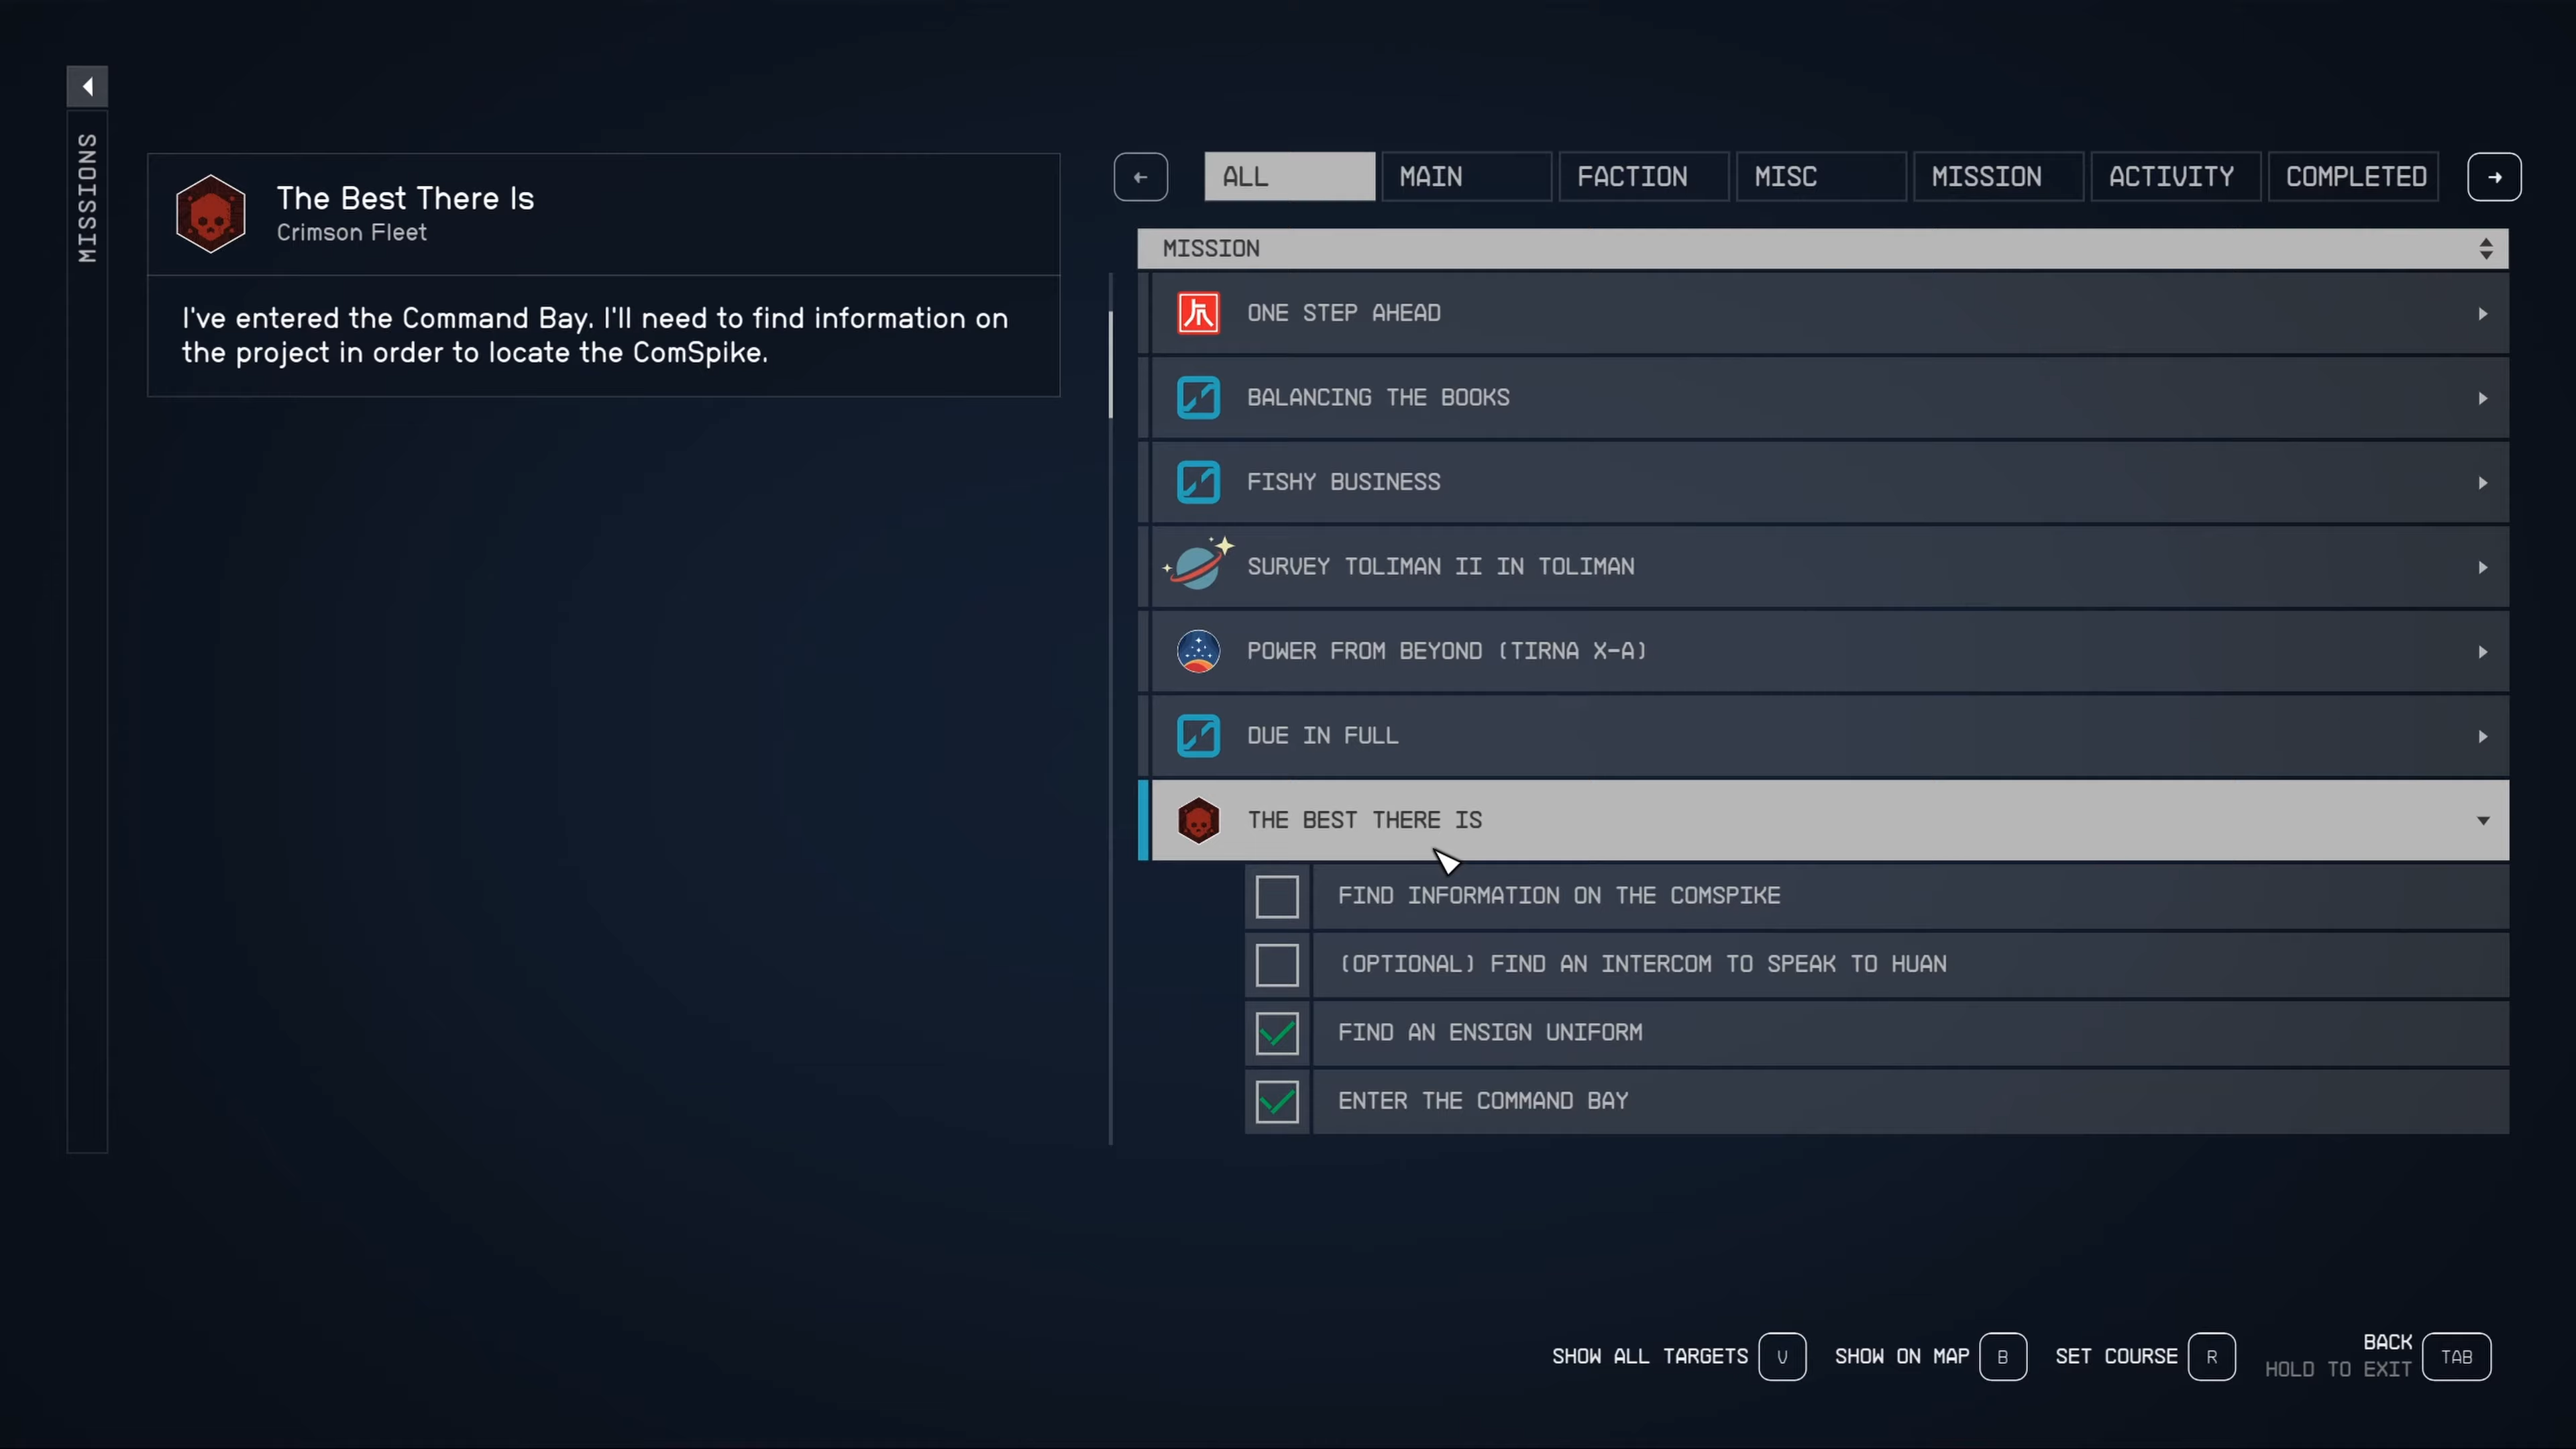 MISSIONS
The Best There Is
Crimson Fleet
I've entered the Command Bay. I'll need to find information on
the project in order to locate the ComSpike.
ALL
MAIN
FACTION
MISC
MISSION
ACTIVITY
COMPLETED
MISSION
ONE STEP AHEAD
BALANCING THE BOOKS
FISHY BUSINESS
SURVEY TOLIMAN II IN TOLIMAN
POWER FROM BEYOND (TIRNA X-A)
DUE IN FULL
THE BEST THERE IS
FIND INFORMATION ON THE COMSPIKE
(OPTIONAL) FIND AN INTERCOM TO SPEAK TO HUAN
FIND AN ENSIGN UNIFORM
ENTER THE COMMAND BAY
SHOW ALL TARGETS V
SHOW ON MAP B
SET COURSE R
BACK
HOLD TO EXIT
TAB